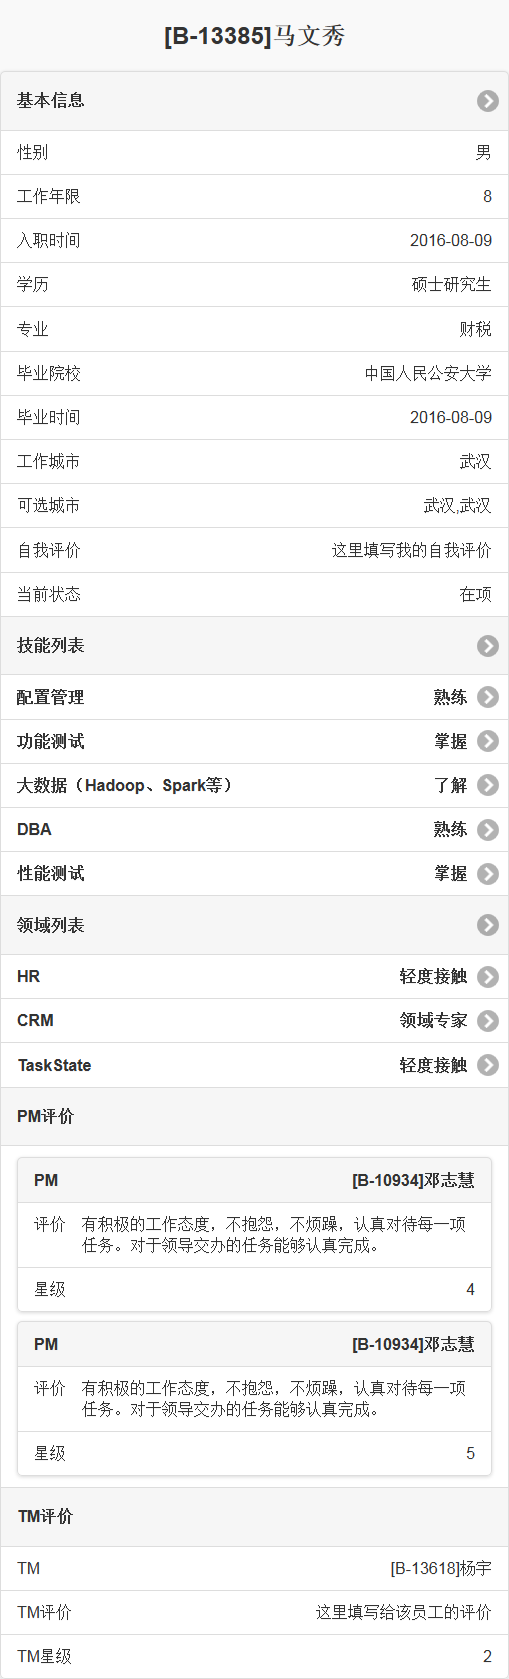 [B-13385]马文秀
基本信息
性别 男
工作年限 8
入职时间 2016-08-09
学历 硕士研究生
专业 财税
毕业院校 中国人民公安大学
毕业时间 2016-08-09
工作城市 武汉
可选城市 武汉,武汉
自我评价 这里填写我的自我评价
当前状态 在项
技能列表
配置管理 熟练
功能测试 掌握
大数据（Hadoop、Spark等） 了解
DBA 熟练
性能测试 掌握
领域列表
HR 轻度接触
CRM 领域专家
TaskState 轻度接触
PM评价
PM [B-10934]邓志慧
评价 有积极的工作态度，不抱怨，不烦躁，认真对待每一项
任务。对于领导交办的任务能够认真完成。
星级 4
PM [B-10934]邓志慧
评价 有积极的工作态度，不抱怨，不烦躁，认真对待每一项
任务。对于领导交办的任务能够认真完成。
星级 5
TM评价
TM [B-13618]杨宇
TM评价 这里填写给该员工的评价
TM星级 2